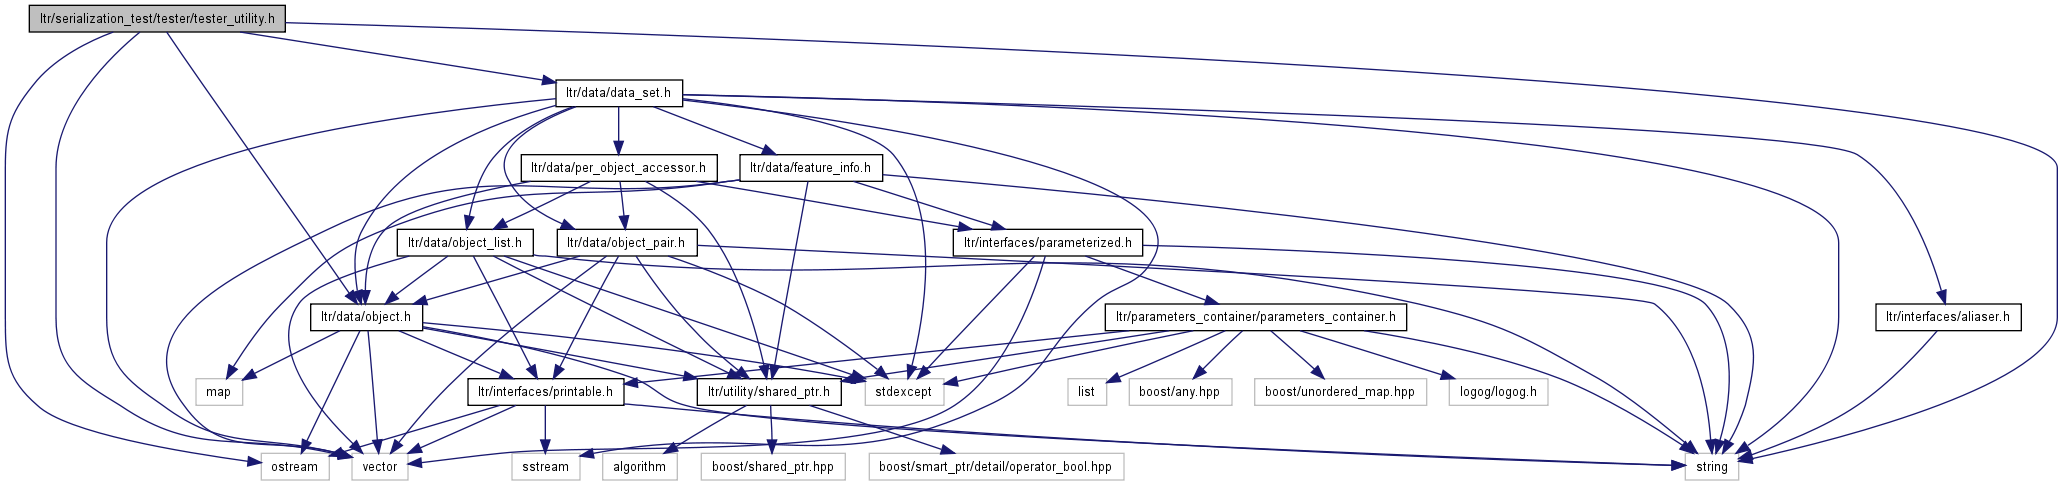 ltr/serialization_test/tester/tester_utility.h
ltr/data/data_set.h
ltr/data/per_object_accessor.h
ltr/data/feature_info.h
ltr/data/object_list.h
ltr/data/object_pair.h
ltr/interfaces/parameterized.h
ltr/data/object.h
ltr/parameters_container/parameters_container.h
ltr/interfaces/aliaser.h
map
ltr/interfaces/printable.h
ltr/utility/shared_ptr.h
stdexcept
list
boost/any.hpp
boost/unordered_map.hpp
logog/logog.h
ostream
vector
sstream
algorithm
boost/shared_ptr.hpp
boost/smart_ptr/detail/operator_bool.hpp
string